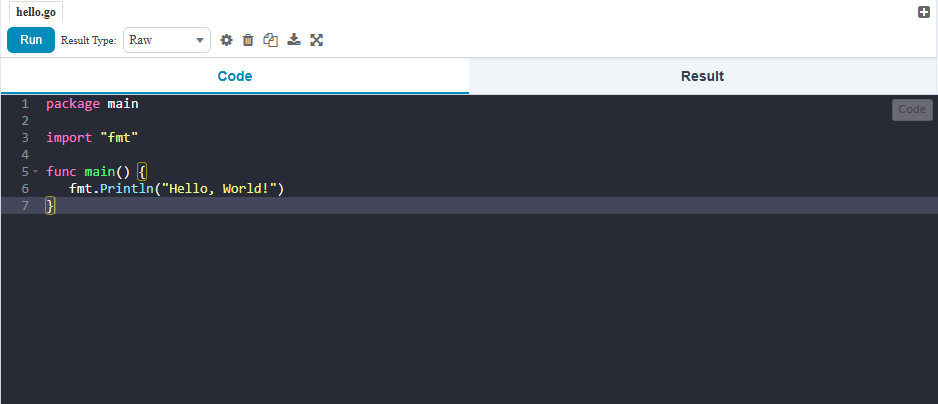 hello.go
Run Result Type: Raw
Code Result
Code
1 package main
2
3 import "fmt"
4
5 func main() {
6    fmt.Println("Hello, World!")
7 }